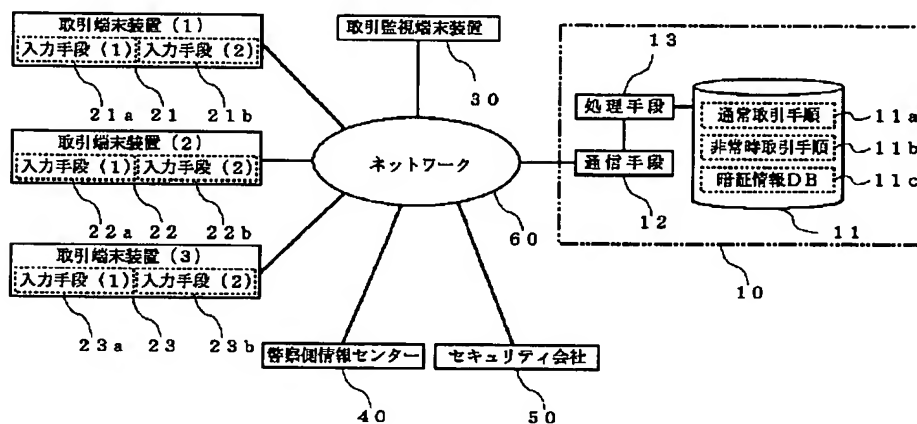 取引端末装置(1)
入力手段(1) 入力手段(2)
21a 21 21b
取引端末装置(2)
入力手段(1) 入力手段(2)
22a 22 22b
取引端末装置(3)
入力手段(1) 入力手段(2)
23a 23 23b
取引監視端末装置
30
ネットワーク
60
警察側情報センター
40
セキュリティ会社
50
13
処理手段
通信手段
12
通常取引手順
11a
非常時取引手順
11b
暗証情報DB
11c
11
10